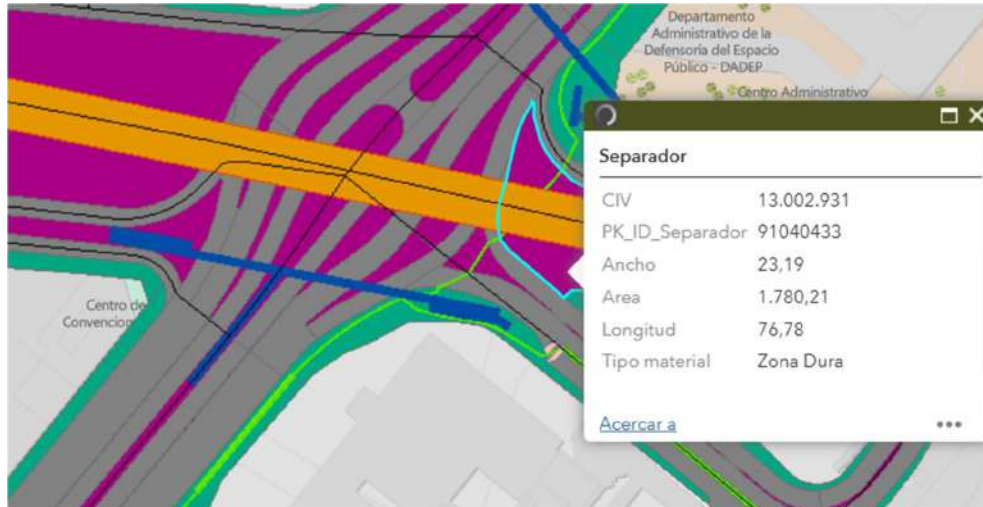 Departamento
Administrativo de la
Defensoría del Espacio
Público - DADEP
Centro Administrativo
Separador
CIV 13.002.931
PK_ID_Separador 91040433
Ancho 23,19
Area 1.780,21
Longitud 76,78
Tipo material Zona Dura
Acercar a
Centro de
Convencion